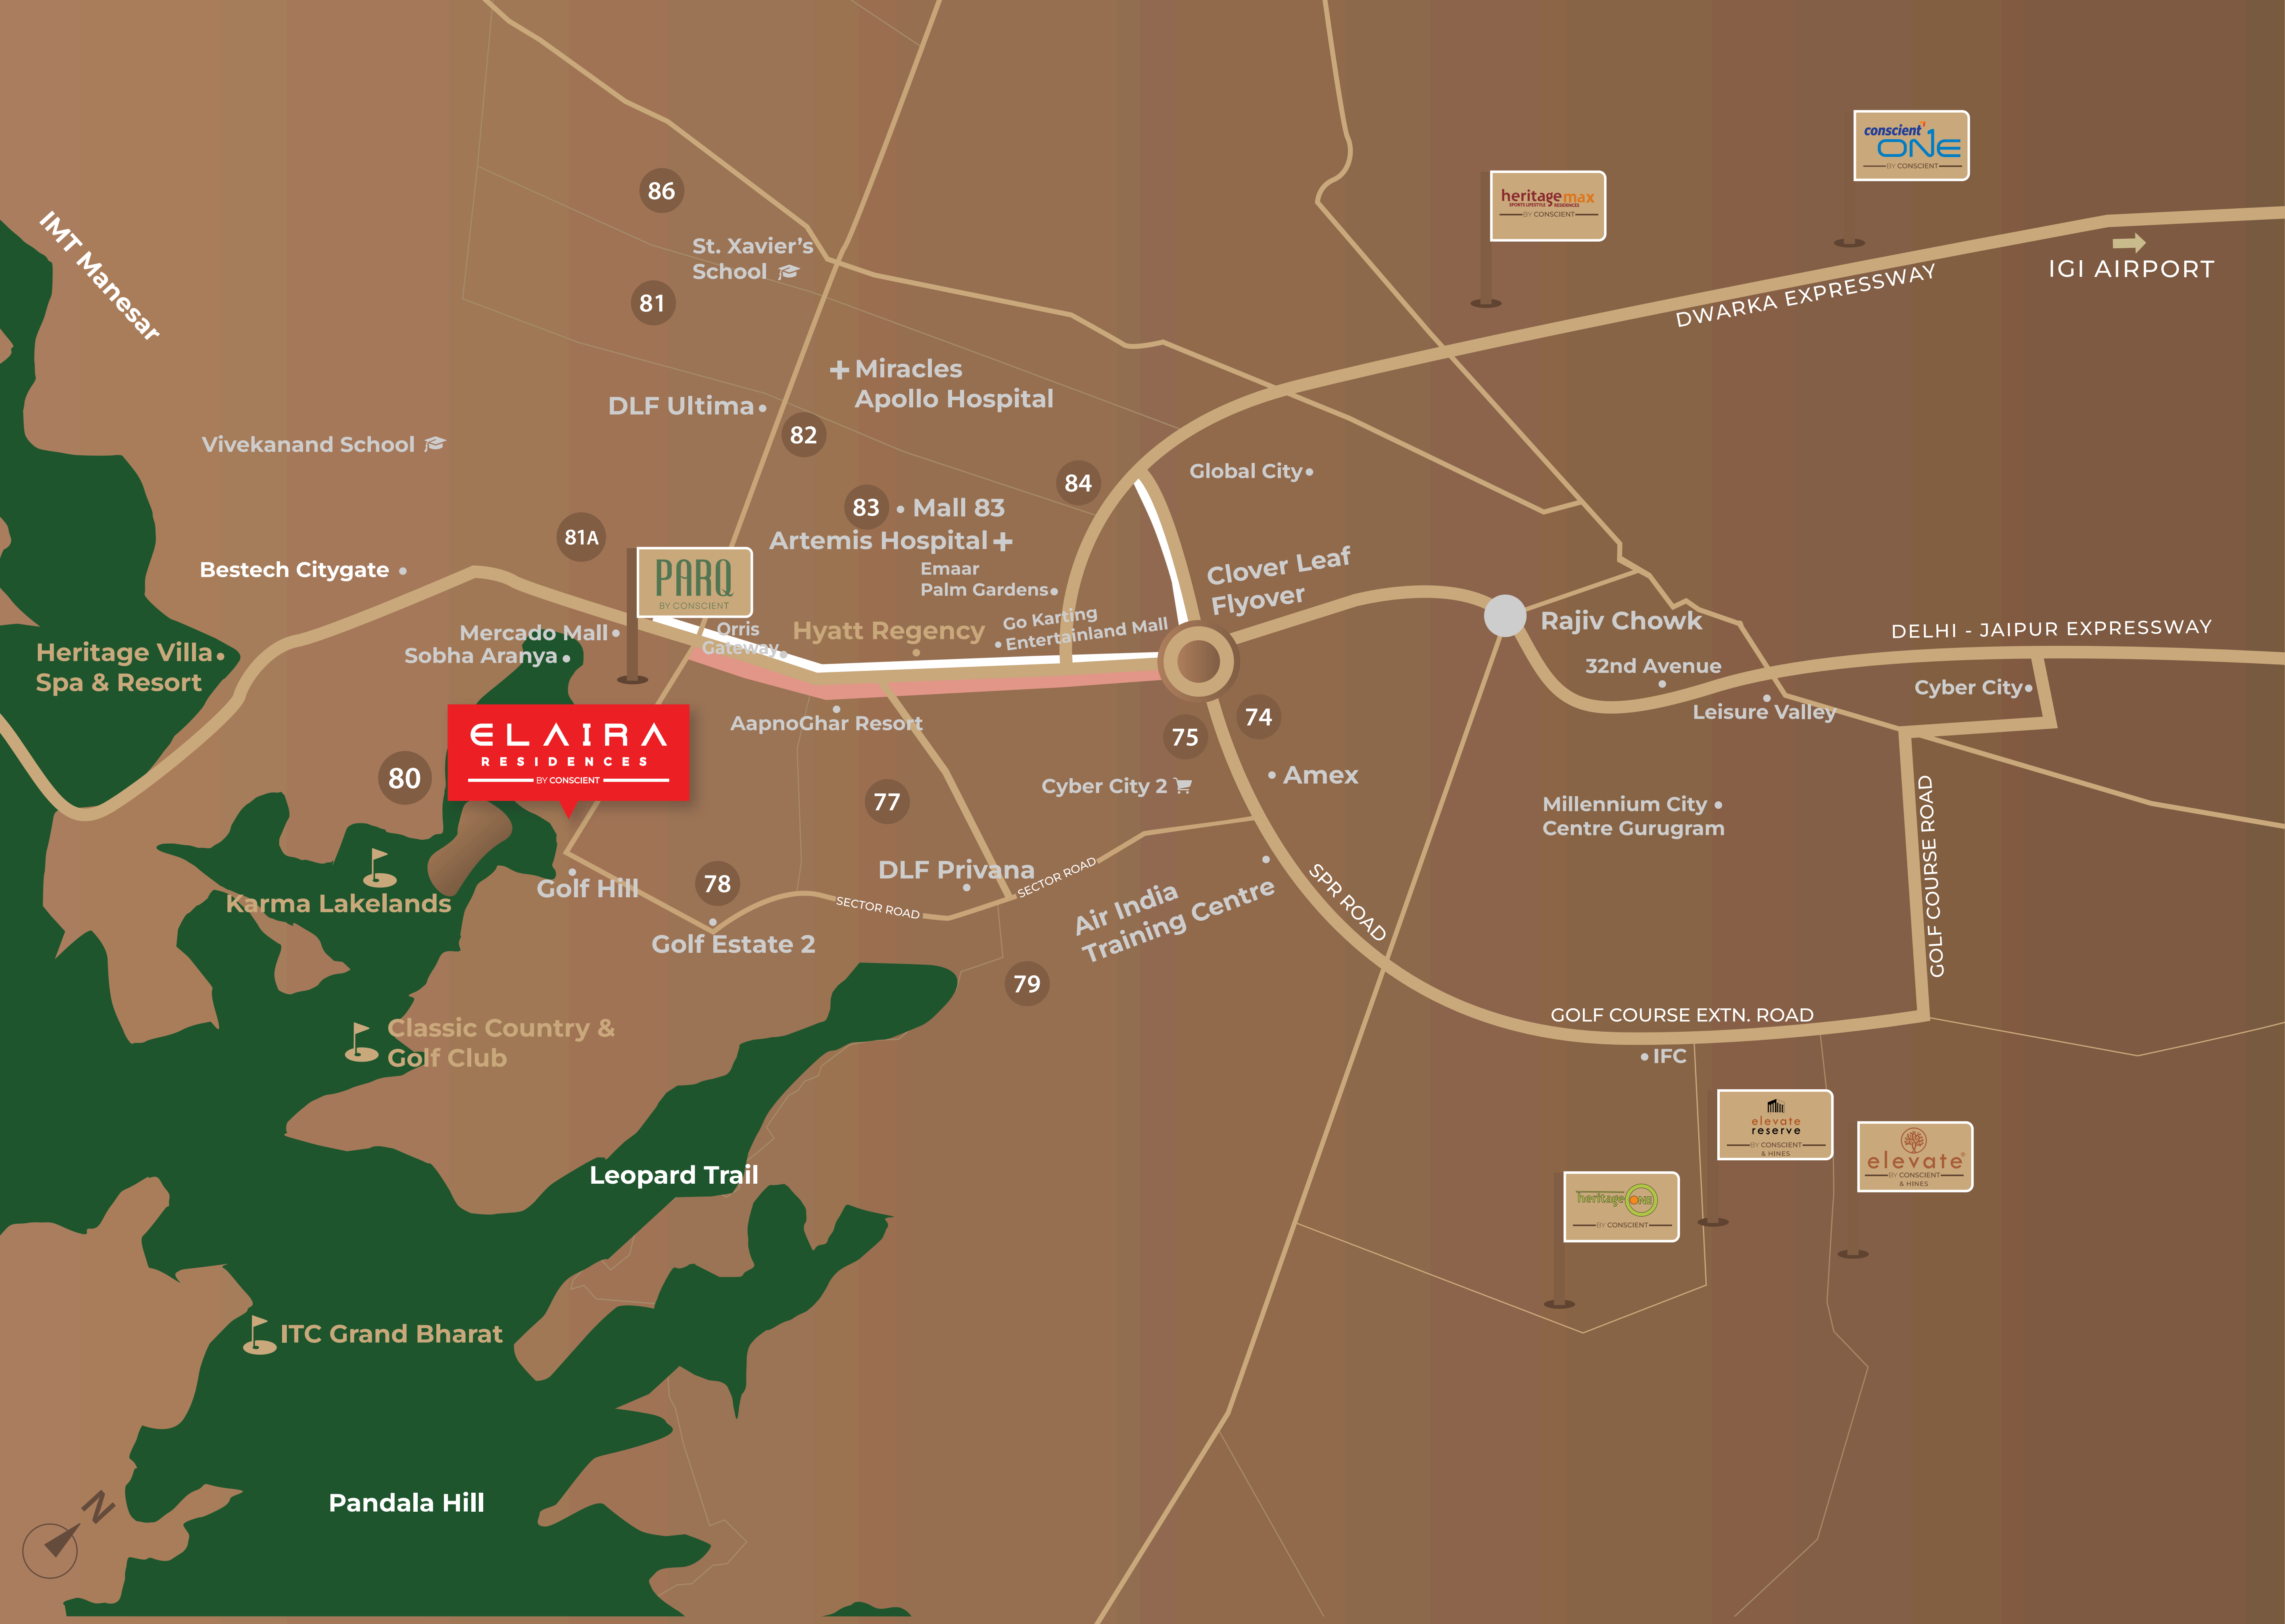 conscient
ONE
BY CONSCIENT
heritagemax
SPORTS LIFESTYLE RESIDENCES
BY CONSCIENT
IMT Manesar
86
St. Xavier's
School
IGI AIRPORT
DWARKA EXPRESSWAY
81
Miracles
Apollo Hospital
DLF Ultima
82
Vivekanand School
Global City
84
83
Mall 83
81A
Artemis Hospital
Bestech Citygate
PARQ
BY CONSCIENT
Emaar
Palm Gardens
Clover Leaf
Flyover
Go Karting
Entertainland Mall
Rajiv Chowk
DELHI - JAIPUR EXPRESSWAY
Mercado Mall
Orris
Gateway
Hyatt Regency
Sobha Aranya
Heritage Villa
Spa & Resort
32nd Avenue
Cyber City
Leisure Valley
AapnoGhar Resort
74
75
ELAIRA
RESIDENCES
BY CONSCIENT
80
Cyber City 2
Amex
77
Millennium City
Centre Gurugram
GOLF COURSE ROAD
DLF Privana
SECTOR ROAD
78
Golf Hill
SECTOR ROAD
SPR ROAD
Karma Lakelands
Air India
Training Centre
Golf Estate 2
79
GOLF COURSE EXTN. ROAD
Classic Country &
Golf Club
IFC
elevate
reserve
BY CONSCIENT
& HINES
elevate®
BY CONSCIENT
& HINES
Leopard Trail
heritage ONE
BY CONSCIENT
ITC Grand Bharat
Pandala Hill
N